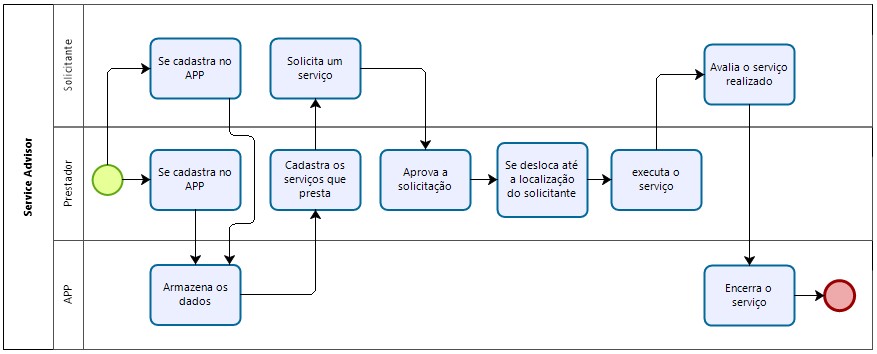 Service Advisor
Solicitante
Se cadastra no
APP
Solicita um
serviço
Avalia o serviço
realizado
Prestador
Se cadastra no
APP
Cadastra os
serviços que
presta
Aprova a
solicitação
Se desloca até
a localização
do solicitante
executa o
serviço
APP
Armazena os
dados
Encerra o
serviço